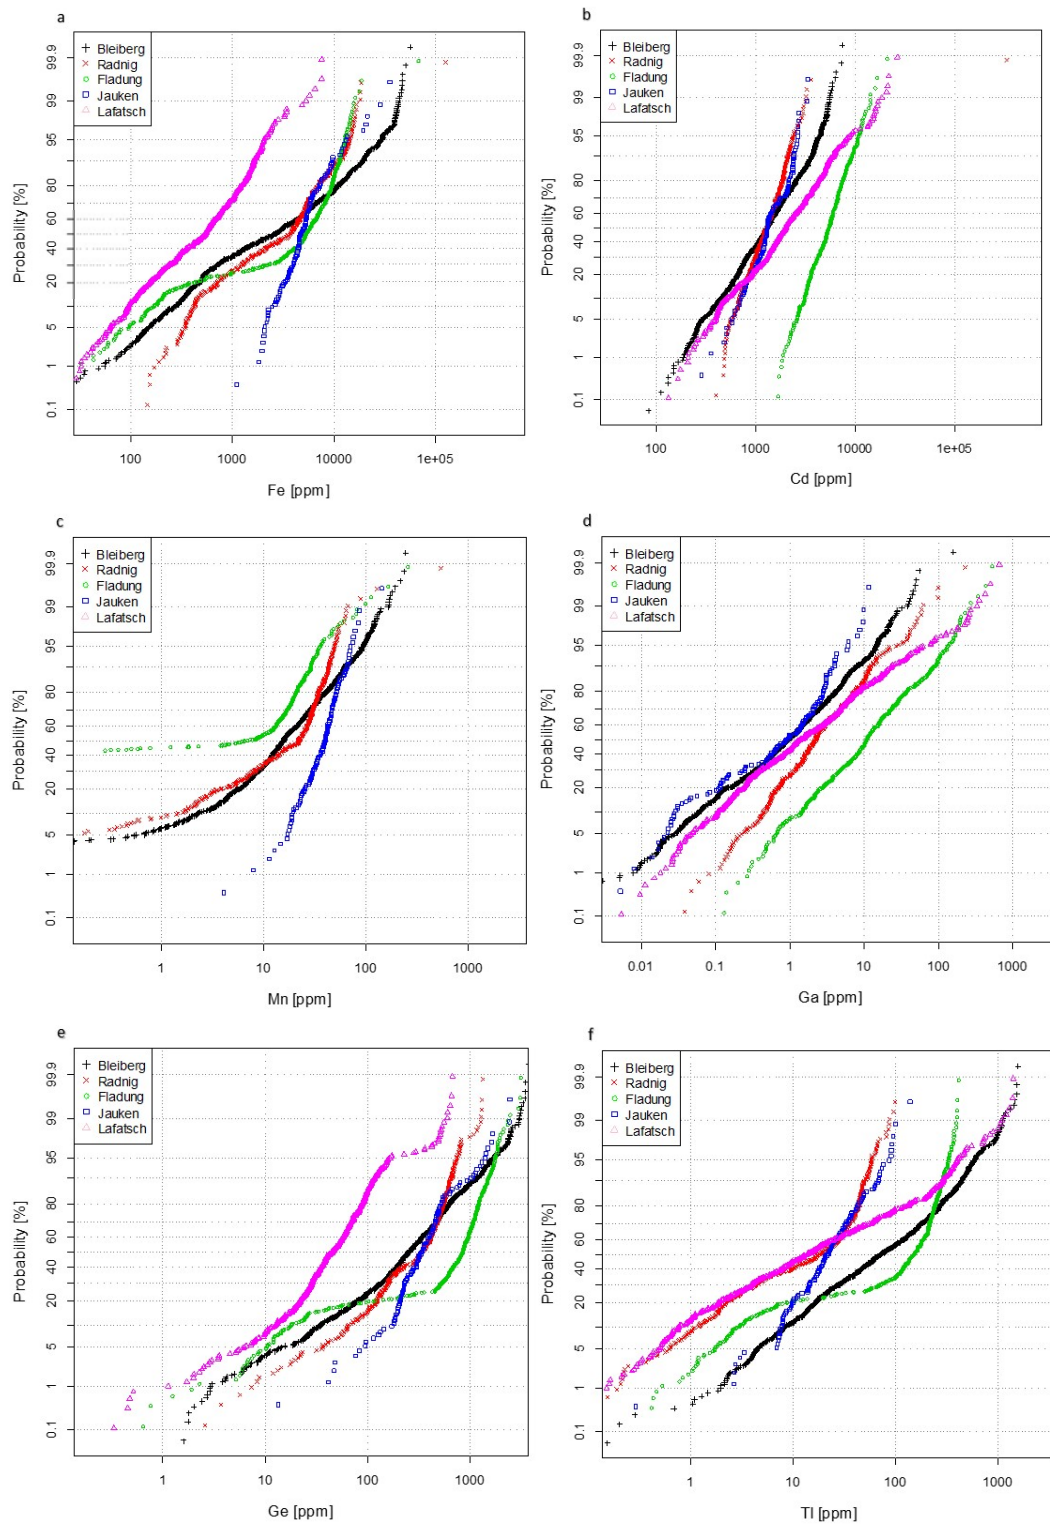 a
Bleiberg
Radnig
Fladung
Jauken
Lafatsch
99.9
99
95
80
60
40
20
5
1
0.1
Probability [%]
100
1000
10000
1e+05
Fe [ppm]
b
Bleiberg
Radnig
Fladung
Jauken
Lafatsch
99.9
99
95
80
60
40
20
5
1
0.1
Probability [%]
100
1000
10000
1e+05
Cd [ppm]
c
Bleiberg
Radnig
Fladung
Jauken
Lafatsch
99.9
99
95
80
60
40
20
5
1
0.1
Probability [%]
1
10
100
1000
Mn [ppm]
d
Bleiberg
Radnig
Fladung
Jauken
Lafatsch
99.9
99
95
80
60
40
20
5
1
0.1
Probability [%]
0.01
0.1
1
10
100
1000
Ga [ppm]
e
Bleiberg
Radnig
Fladung
Jauken
Lafatsch
99.9
99
95
80
60
40
20
5
1
0.1
Probability [%]
1
10
100
1000
Ge [ppm]
f
Bleiberg
Radnig
Fladung
Jauken
Lafatsch
99.9
99
95
80
60
40
20
5
1
0.1
Probability [%]
1
10
100
1000
Tl [ppm]